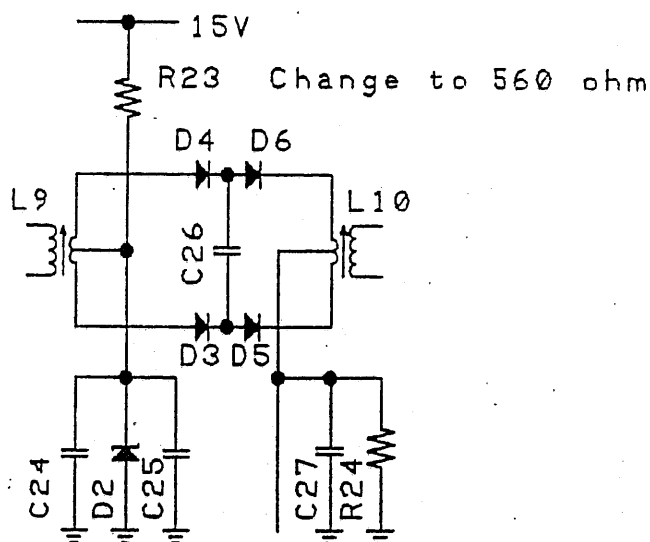 15V
R23 Change to 560 ohm
D4 D6
L9
L10
C26
D3 D5
C24
D2
C25
C27
R24